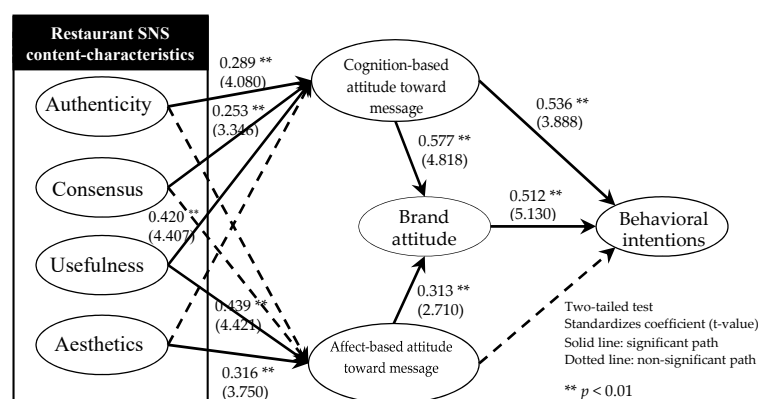 Restaurant SNS
content-characteristics
Authenticity
Consensus
Usefulness
Aesthetics
0.289 **
(4.080)
0.253 **
(3.346)
0.420 **
(4.407)
0.439 **
(4.421)
0.316 **
(3.750)
Cognition-based
attitude toward
message
0.577 **
(4.818)
Brand
attitude
0.313 **
(2.710)
Affect-based attitude
toward message
0.536 **
(3.888)
0.512 **
(5.130)
Behavioral
intentions
Two-tailed test
Standardizes coefficient (t-value)
Solid line: significant path
Dotted line: non-significant path
** p < 0.01